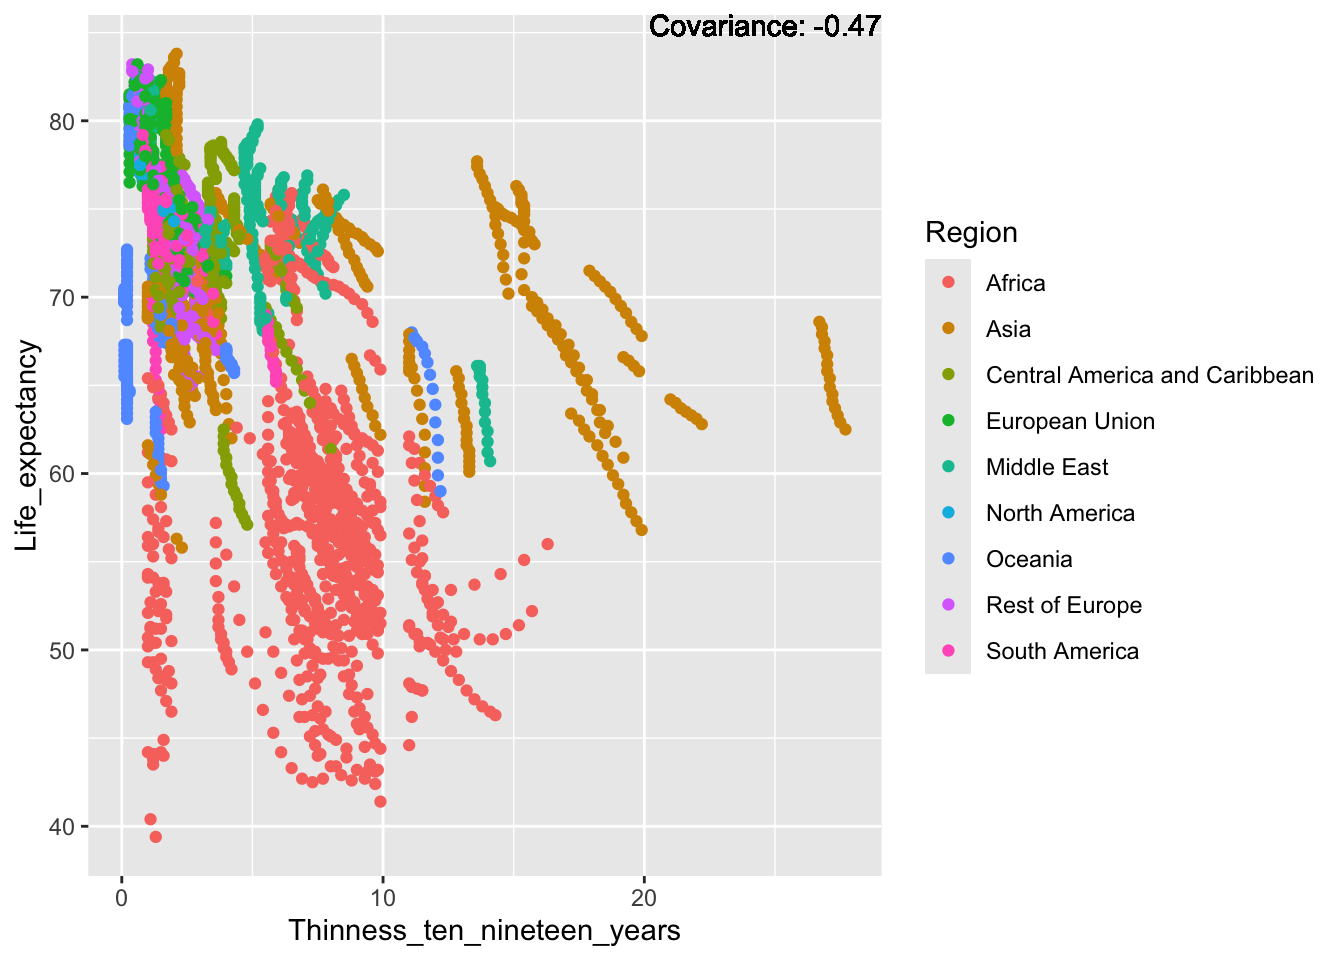 Covariance: -0.47
80
70
60
50
40
Life_expectancy
0
10
20
Thinness_ten_nineteen_years
Region
Africa
Asia
Central America and Caribbean
European Union
Middle East
North America
Oceania
Rest of Europe
South America